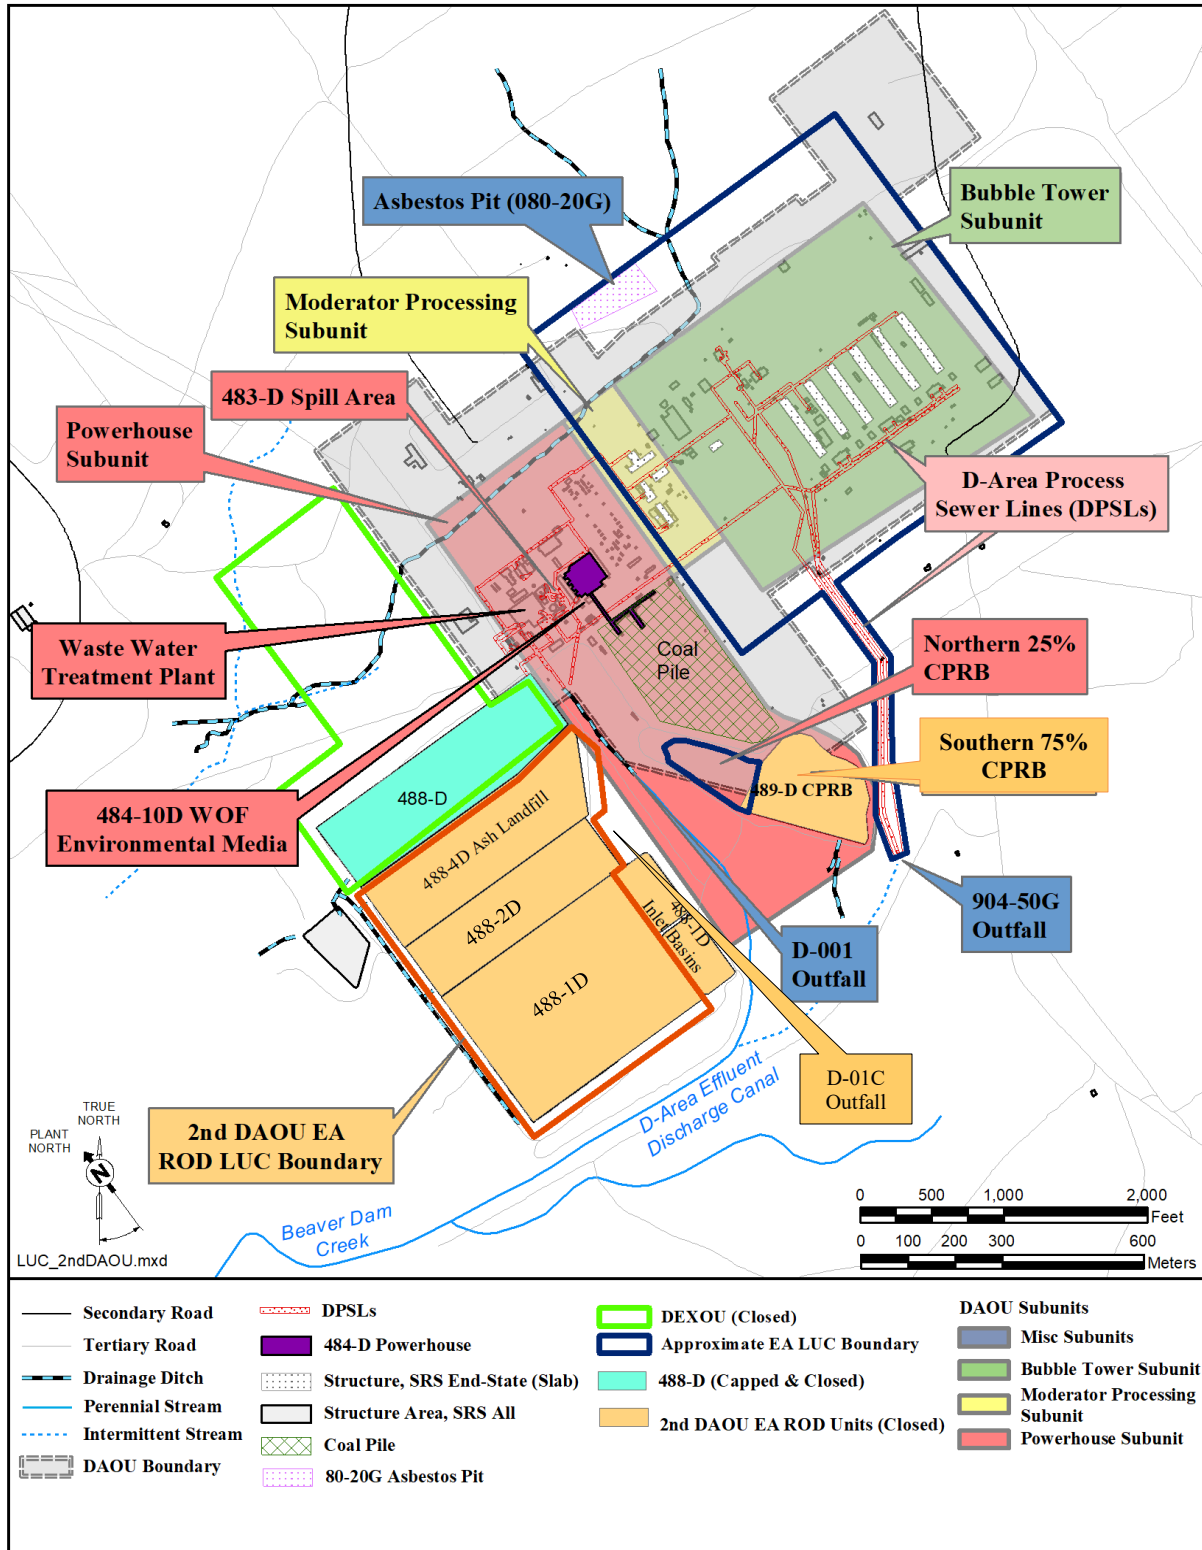 Asbestos Pit (080-20G)
Bubble Tower
Subunit
Moderator Processing
Subunit
483-D Spill Area
Powerhouse
Subunit
D-Area Process
Sewer Lines (DPSLs)
Coal
Pile
Northern 25%
CPRB
Waste Water
Treatment Plant
Southern 75%
CPRB
489-D CPRB
484-10D WOF
Environmental Media
488-D
488-4D Ash Landfill
488-2D
488-1D
Inlet Basins
488-1D
904-50G
Outfall
D-001
Outfall
D-01C
Outfall
2nd DAOU EA
ROD LUC Boundary
D-Area Effluent
Discharge Canal
Beaver Dam
Creek
TRUE
NORTH
PLANT
NORTH
N
LUC_2ndDAOU.mxd
0 500 1,000 2,000
Feet
0 100 200 300 600
Meters
Secondary Road
Tertiary Road
Drainage Ditch
Perennial Stream
Intermittent Stream
DAOU Boundary
DPSLs
484-D Powerhouse
Structure, SRS End-State (Slab)
Structure Area, SRS All
Coal Pile
80-20G Asbestos Pit
DEXOU (Closed)
Approximate EA LUC Boundary
488-D (Capped & Closed)
2nd DAOU EA ROD Units (Closed)
DAOU Subunits
Misc Subunits
Bubble Tower Subunit
Moderator Processing
Subunit
Powerhouse Subunit